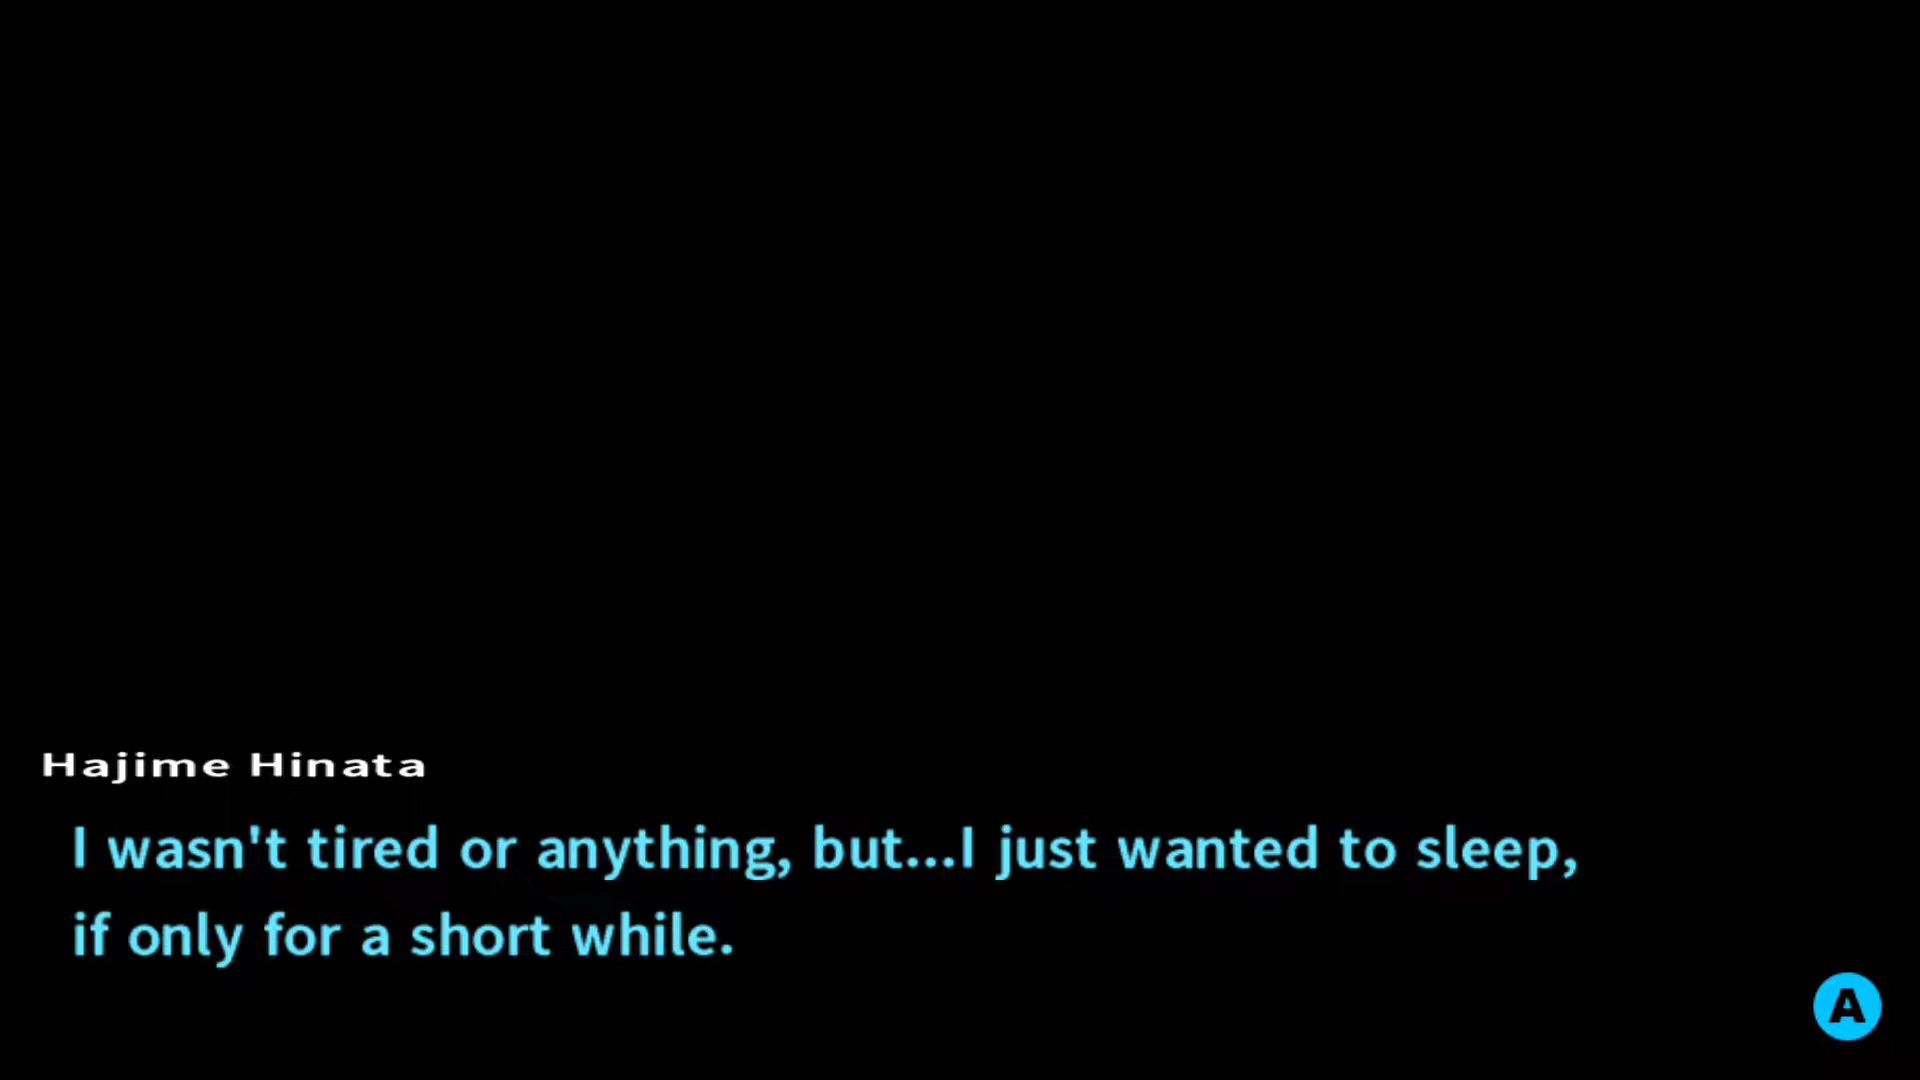 Hajime Hinata
I wasn't tired or anything, but...I just wanted to sleep,
if only for a short while.
A